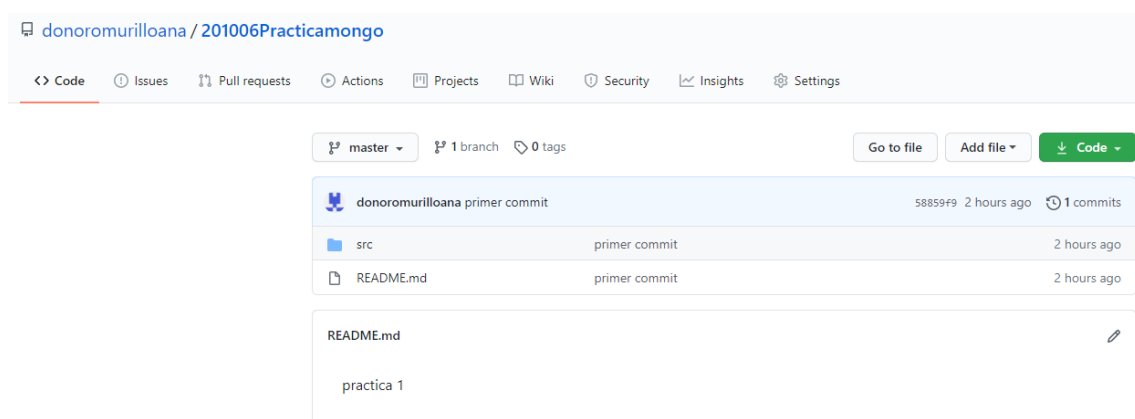 donoromurilloana / 201006Practicamongo
Code Issues Pull requests Actions Projects Wiki Security Insights Settings
master 1 branch 0 tags Go to file Add file Code
donoromurilloana primer commit 58859f9 2 hours ago 1 commits
src primer commit 2 hours ago
README.md primer commit 2 hours ago
README.md
practica 1